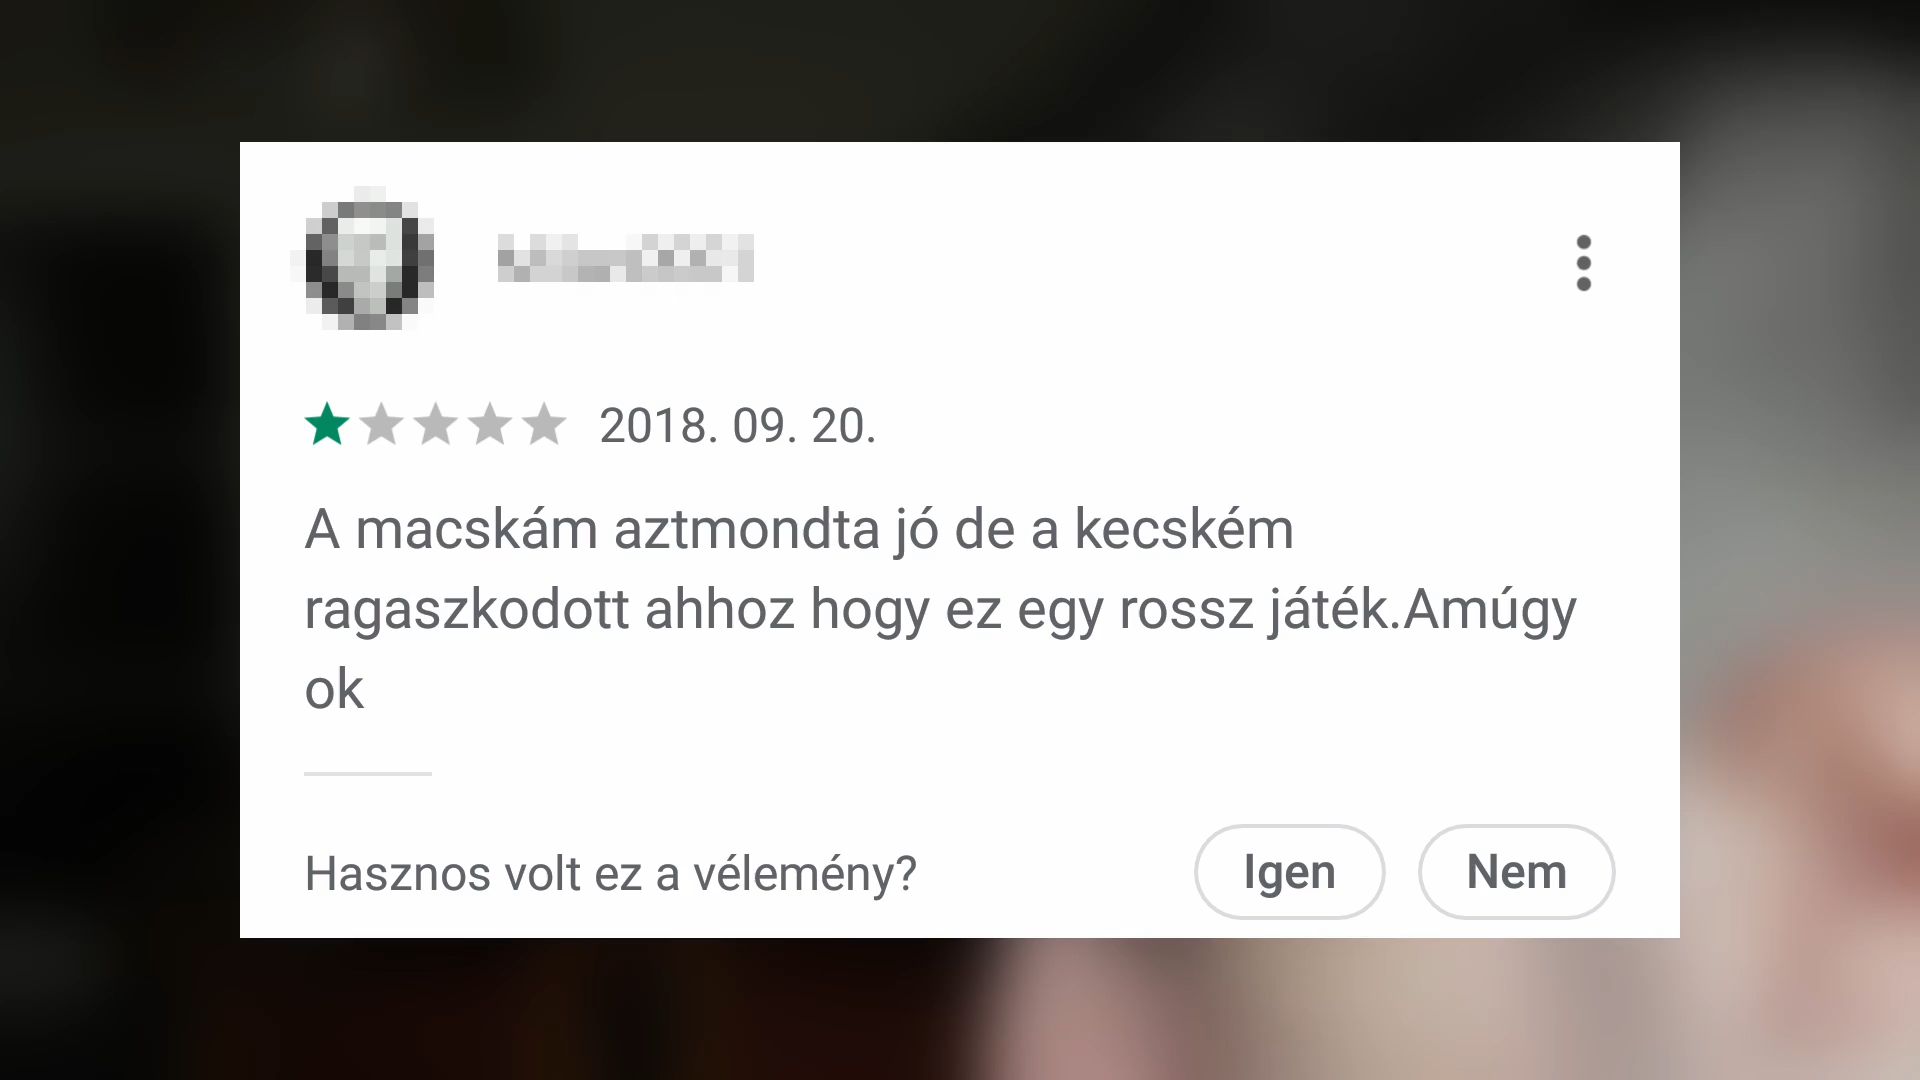 2018. 09. 20.
A macskám aztmondta jó de a kecském
ragaszkodott ahhoz hogy ez egy rossz játék.Amúgy
ok
Hasznos volt ez a vélemény?
Igen
Nem